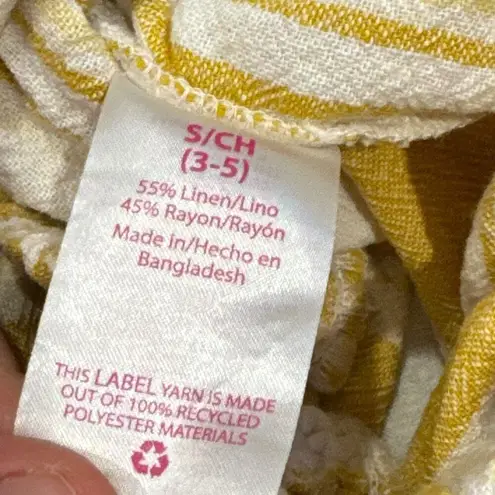 S/CH
(3-5)
55% Linen/Lino
45% Rayon/Rayón
Made in/Hecho en
Bangladesh
THIS LABEL YARN IS MADE
OUT OF 100% RECYCLED
POLYESTER MATERIALS